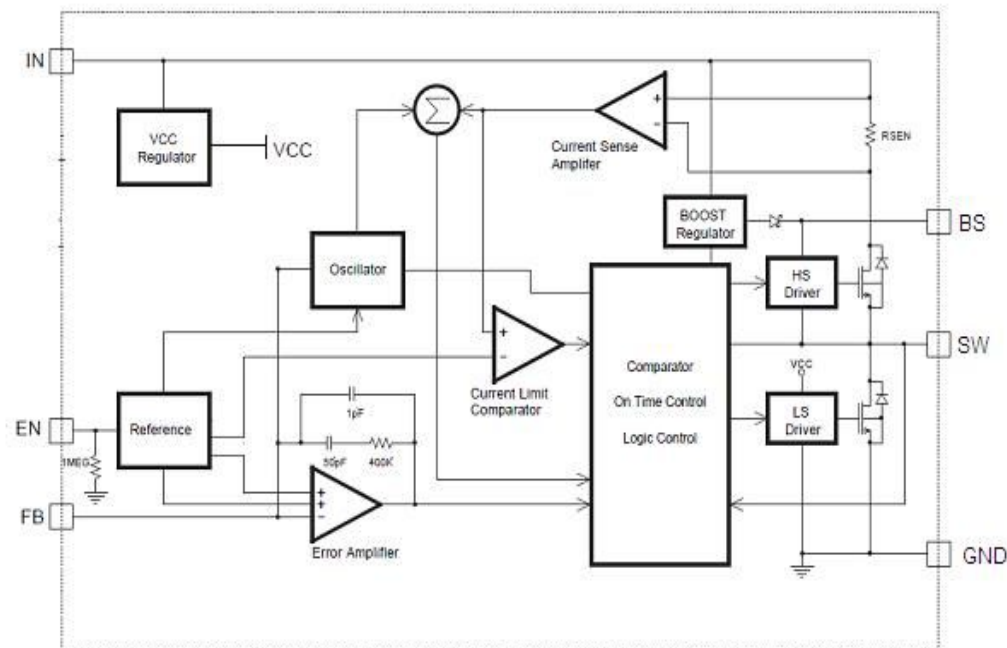 IN
VCC
Regulator
VCC
Σ
+
-
Current Sense
Amplifer
RSEN
BOOST
Regulator
BS
Oscillator
HS
Driver
+
-
Current Limit
Comparator
Comparator
On Time Control
Logic Control
SW
VCC
LS
Driver
EN
Reference
1MEG
1pF
50pF
400K
FB
+
+
-
Error Amplifier
GND